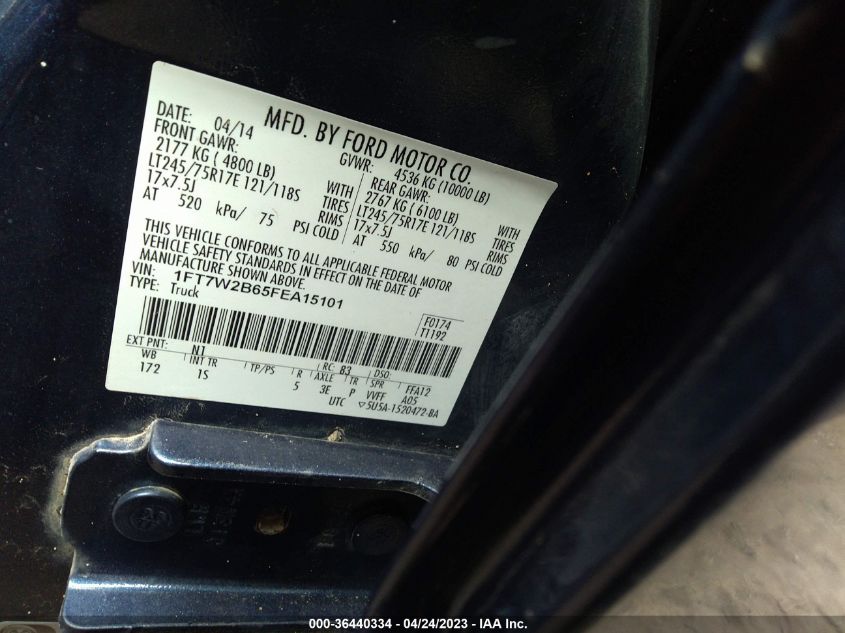 MFD. BY FORD MOTOR CO.
DATE: 04/14 GVWR: 4536 KG (10000 LB)
FRONT GAWR: REAR GAWR:
2177 KG ( 4800 LB) WITH 2767 KG ( 6100 LB) WITH
LT245/75R17E 121/118S TIRES LT245/75R17E 121/118S TIRES
17x7.5J RIMS 17x7.5J RIMS
AT 520 kPa/ 75 PSI COLD AT 550 kPa/ 80 PSI COLD
THIS VEHICLE CONFORMS TO ALL APPLICABLE FEDERAL MOTOR
VEHICLE SAFETY STANDARDS IN EFFECT ON THE DATE OF
MANUFACTURE SHOWN ABOVE.
VIN: 1FT7W2B65FEA15101
TYPE: Truck
F0174
T1192
EXT PNT: N1 RC: 83 DSO:
WB INT TR TP/PS R AXLE TR SPR FFA12
172 1S 5 3E P VVFF A05
UTC ▽5U5A-1520472-BA
000-36440334 - 04/24/2023 - IAA Inc.